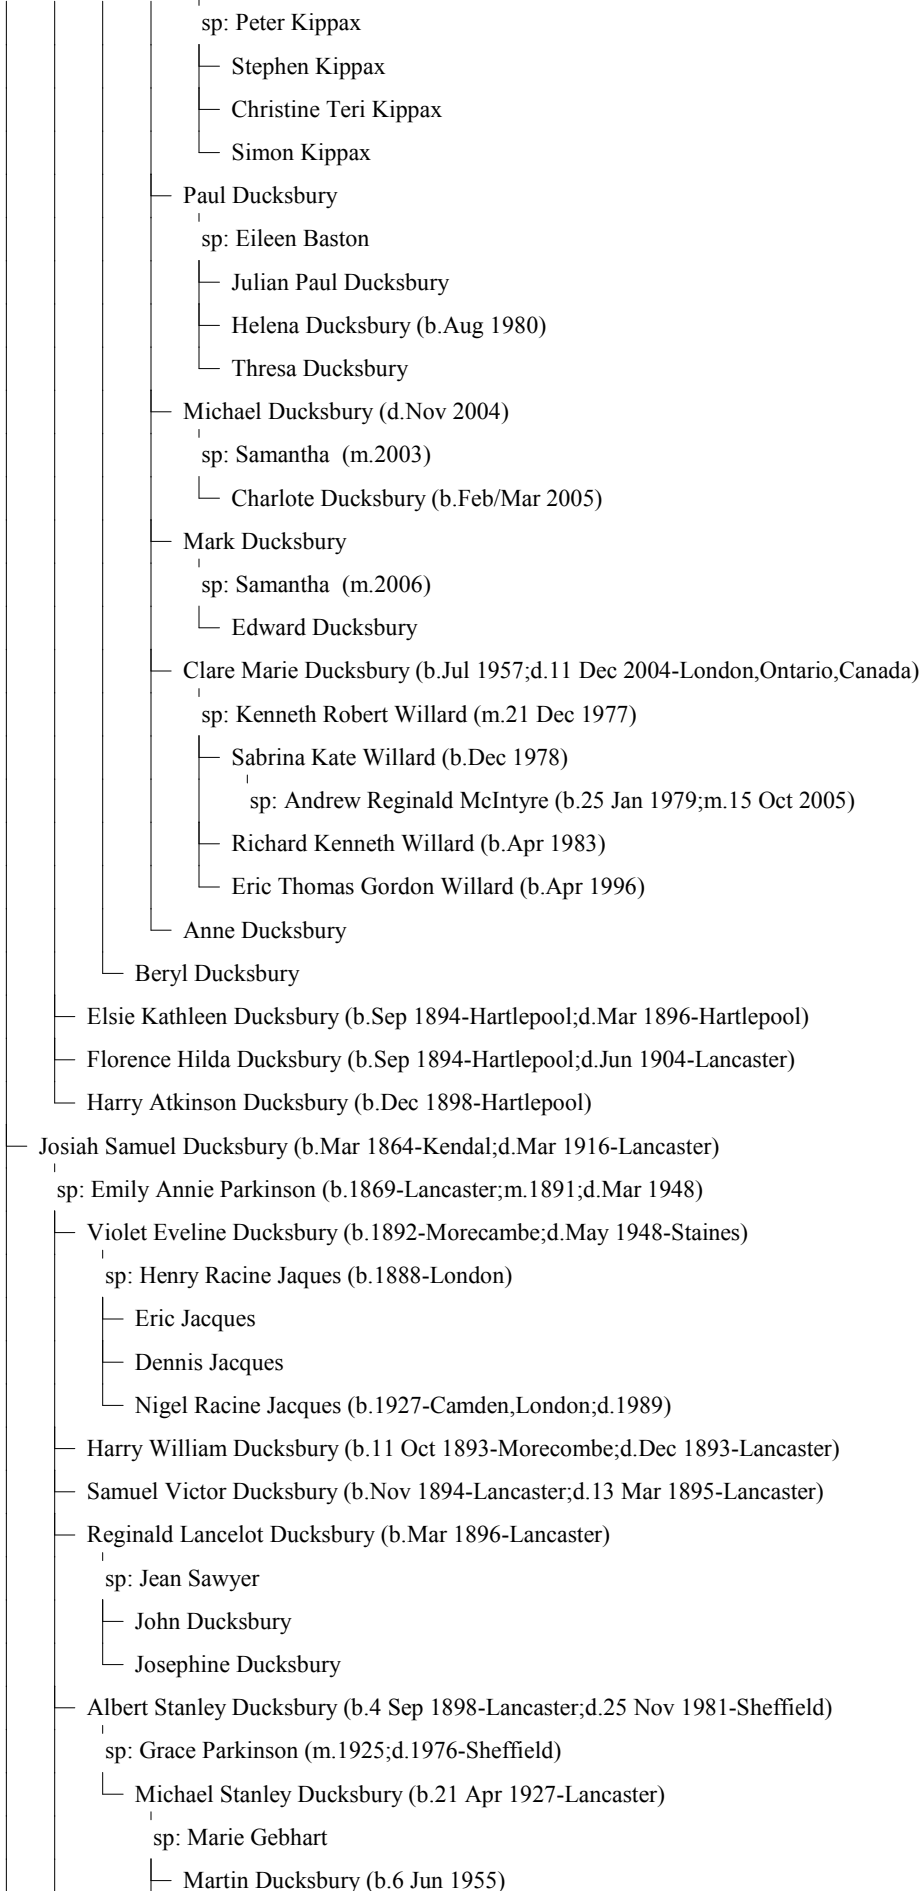 sp: Peter Kippax
Stephen Kippax
Christine Teri Kippax
Simon Kippax
Paul Ducksbury
sp: Eileen Baston
Julian Paul Ducksbury
Helena Ducksbury (b.Aug 1980)
Thresa Ducksbury
Michael Ducksbury (d.Nov 2004)
sp: Samantha  (m.2003)
Charlote Ducksbury (b.Feb/Mar 2005)
Mark Ducksbury
sp: Samantha  (m.2006)
Edward Ducksbury
Clare Marie Ducksbury (b.Jul 1957;d.11 Dec 2004-London,Ontario,Canada)
sp: Kenneth Robert Willard (m.21 Dec 1977)
Sabrina Kate Willard (b.Dec 1978)
sp: Andrew Reginald McIntyre (b.25 Jan 1979;m.15 Oct 2005)
Richard Kenneth Willard (b.Apr 1983)
Eric Thomas Gordon Willard (b.Apr 1996)
Anne Ducksbury
Beryl Ducksbury
Elsie Kathleen Ducksbury (b.Sep 1894-Hartlepool;d.Mar 1896-Hartlepool)
Florence Hilda Ducksbury (b.Sep 1894-Hartlepool;d.Jun 1904-Lancaster)
Harry Atkinson Ducksbury (b.Dec 1898-Hartlepool)
Josiah Samuel Ducksbury (b.Mar 1864-Kendal;d.Mar 1916-Lancaster)
sp: Emily Annie Parkinson (b.1869-Lancaster;m.1891;d.Mar 1948)
Violet Eveline Ducksbury (b.1892-Morecambe;d.May 1948-Staines)
sp: Henry Racine Jaques (b.1888-London)
Eric Jacques
Dennis Jacques
Nigel Racine Jacques (b.1927-Camden,London;d.1989)
Harry William Ducksbury (b.11 Oct 1893-Morecombe;d.Dec 1893-Lancaster)
Samuel Victor Ducksbury (b.Nov 1894-Lancaster;d.13 Mar 1895-Lancaster)
Reginald Lancelot Ducksbury (b.Mar 1896-Lancaster)
sp: Jean Sawyer
John Ducksbury
Josephine Ducksbury
Albert Stanley Ducksbury (b.4 Sep 1898-Lancaster;d.25 Nov 1981-Sheffield)
sp: Grace Parkinson (m.1925;d.1976-Sheffield)
Michael Stanley Ducksbury (b.21 Apr 1927-Lancaster)
sp: Marie Gebhart
Martin Ducksbury (b.6 Jun 1955)